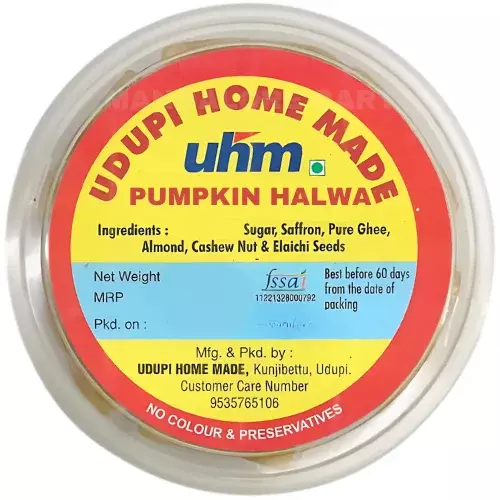 UDUPI HOME MADE
uhm
PUMPKIN HALWA
Ingredients : Sugar, Saffron, Pure Ghee,
Almond, Cashew Nut & Elaichi Seeds
Net Weight
MRP
Pkd. on :
fssai
11221328000792
Best before 60 days
from the date of
packing
Mfg. & Pkd. by :
UDUPI HOME MADE, Kunjibettu, Udupi.
Customer Care Number
9535765106
NO COLOUR & PRESERVATIVES